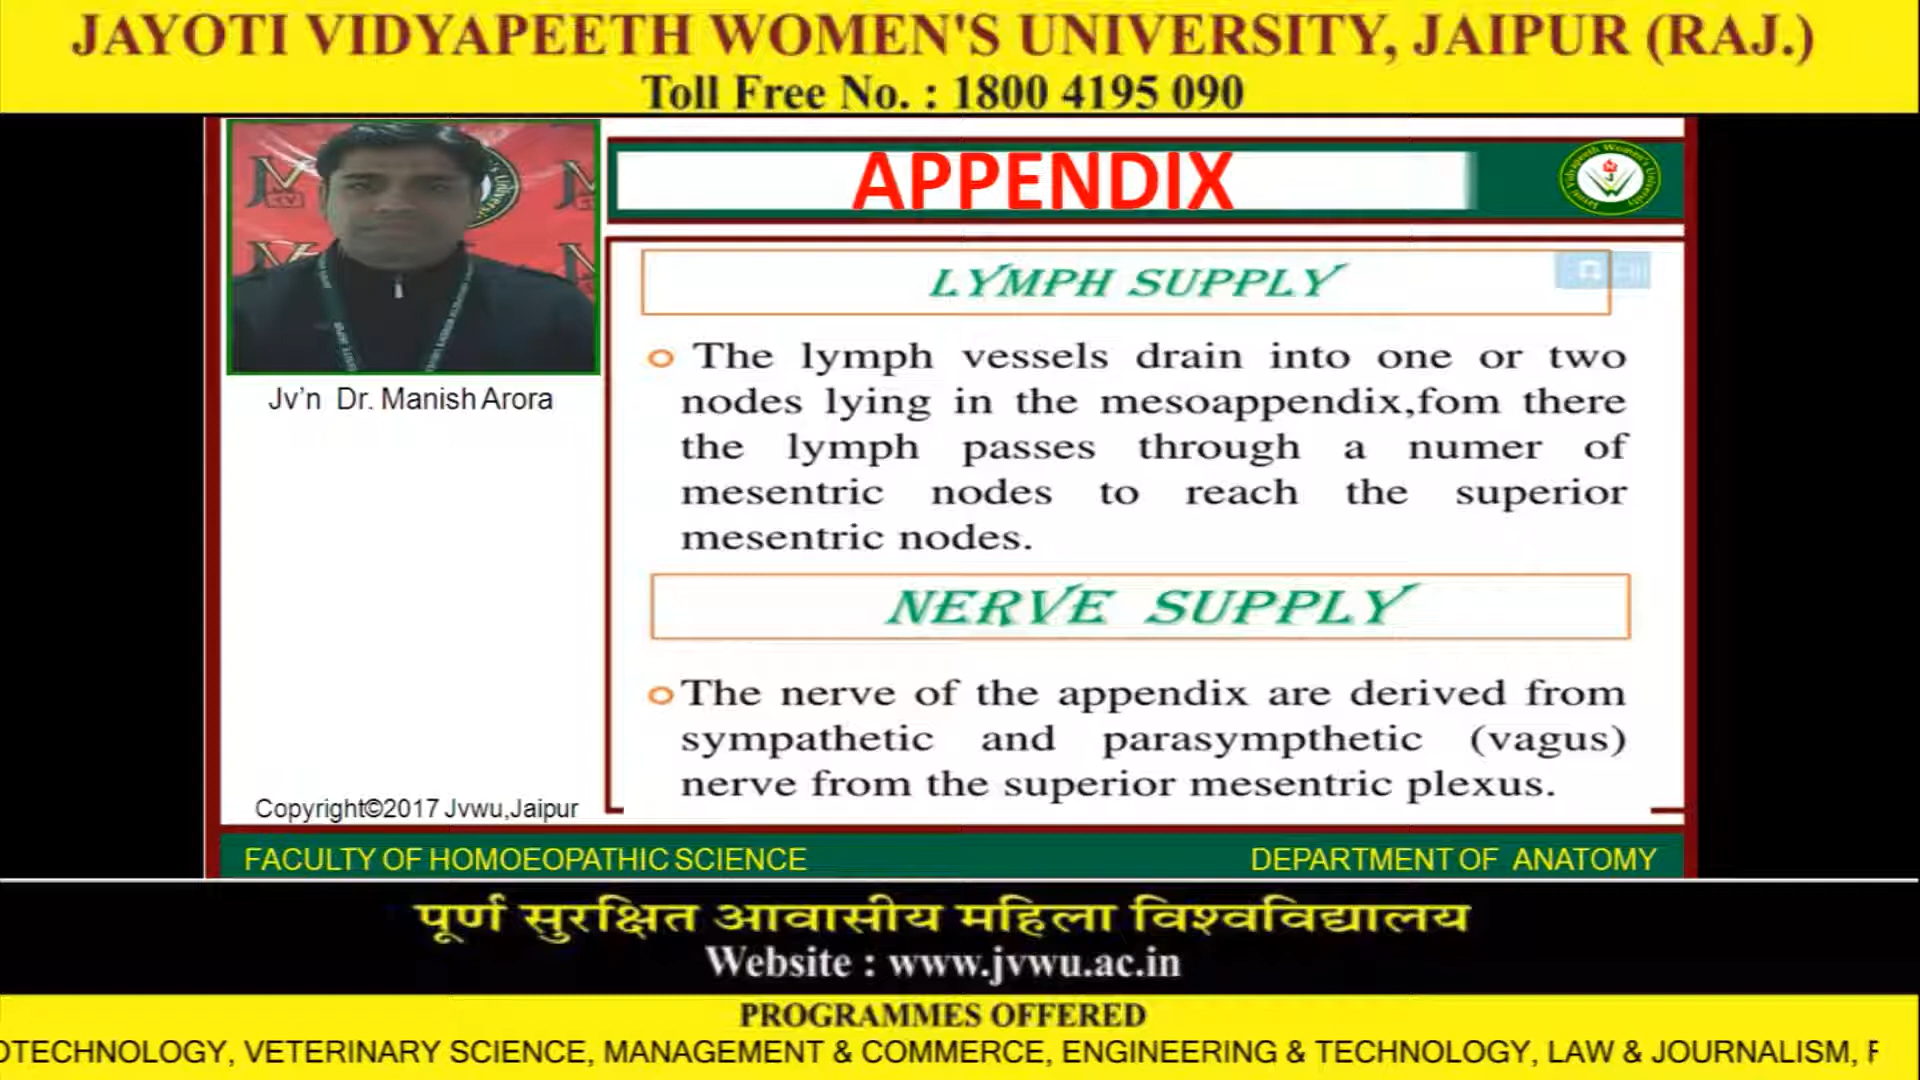 JAYOTI VIDYAPEETH WOMEN'S UNIVERSITY, JAIPUR (RAJ.)
Toll Free No. : 1800 4195 090
APPENDIX
LYMPH SUPPLY
The lymph vessels drain into one or two
nodes lying in the mesoappendix,fom there
the lymph passes through a numer of
mesentric nodes to reach the superior
mesentric nodes.
NERVE SUPPLY
The nerve of the appendix are derived from
sympathetic and parasympthetic (vagus)
nerve from the superior mesentric plexus.
Jv’n Dr. Manish Arora
Copyright©2017 Jvwu,Jaipur
FACULTY OF HOMOEOPATHIC SCIENCE
DEPARTMENT OF ANATOMY
पूर्ण सुरक्षित आवासीय महिला विश्वविद्यालय
Website : www.jvwu.ac.in
PROGRAMMES OFFERED
OTECHNOLOGY, VETERINARY SCIENCE, MANAGEMENT & COMMERCE, ENGINEERING & TECHNOLOGY, LAW & JOURNALISM,